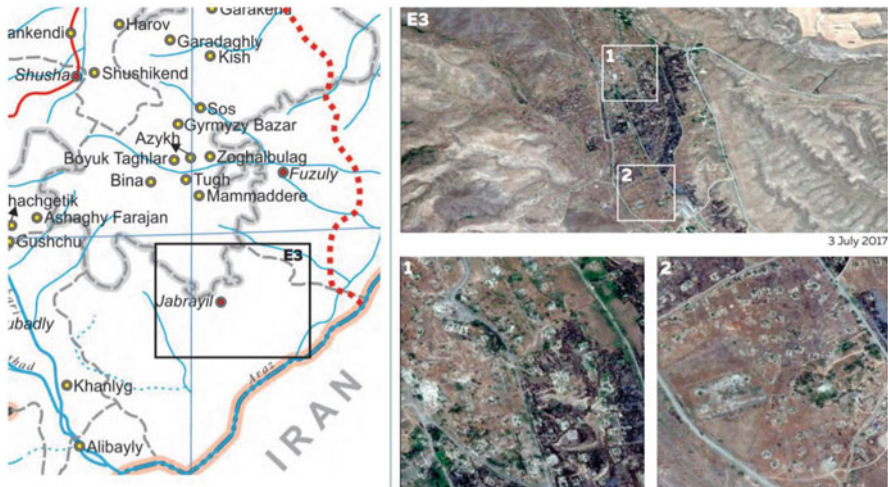 Garaken
ankendi
Harov
Garadaghly
Kish
Shusha
Shushikend
Sos
Gyrmyzy Bazar
Azykh
Boyuk Taghlar
Zoghalbulag
Fuzuly
Bina
Tugh
Mammaddere
hachgetik
Ashaghy Farajan
Gushchu
E3
Jabrayil
ubadly
Khanlyg
Araz
Alibayly
IRAN
E3
1
2
3 July 2017
1
2